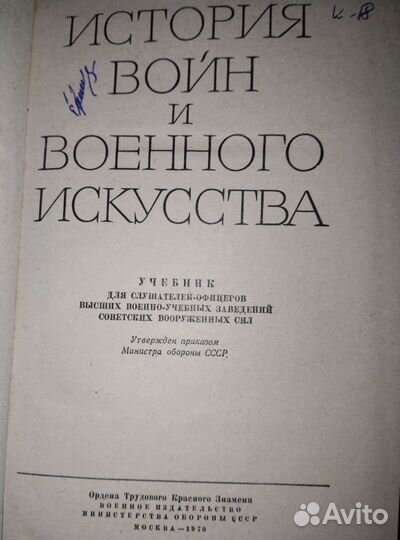 к-18
ИСТОРИЯ
ВОЙН
И
ВОЕННОГО
ИСКУССТВА
УЧЕБНИК
ДЛЯ СЛУШАТЕЛЕЙ-ОФИЦЕРОВ
ВЫСШИХ ВОЕННО-УЧЕБНЫХ ЗАВЕДЕНИЙ
СОВЕТСКИХ ВООРУЖЕННЫХ СИЛ
Утвержден приказом
Министра обороны СССР.
Ордена Трудового Красного Знамени
ВОЕННОЕ ИЗДАТЕЛЬСТВО
МИНИСТЕРСТВА ОБОРОНЫ СССР
МОСКВА—1970
Avito